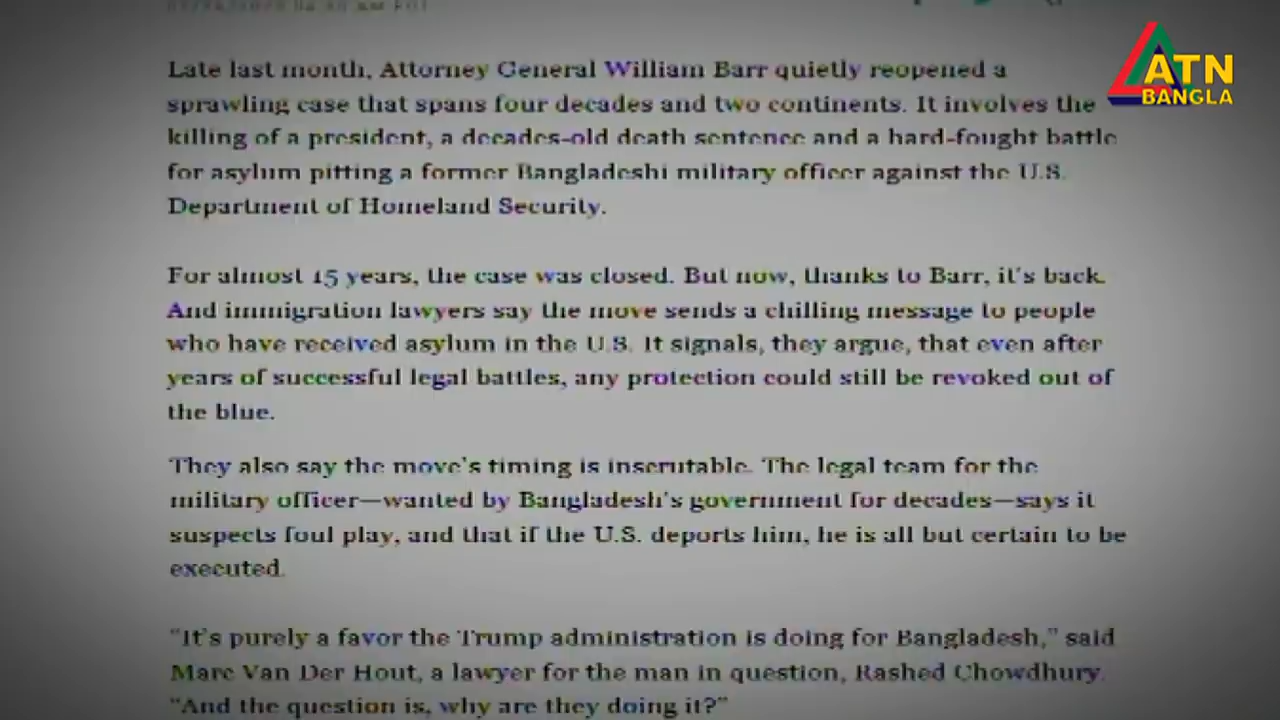 Late last month, Attorney General William Barr quietly reopened a
sprawling case that spans four decades and two continents. It involves the
killing of a president, a decades-old death sentence and a hard-fought battle
for asylum pitting a former Bangladeshi military officer against the U.S.
Department of Homeland Security.
For almost 15 years, the case was closed. But now, thanks to Barr, it's back.
And immigration lawyers say the move sends a chilling message to people
who have received asylum in the U.S. It signals, they argue, that even after
years of successful legal battles, any protection could still be revoked out of
the blue.
They also say the move's timing is inscrutable. The legal team for the
military officer—wanted by Bangladesh's government for decades—says it
suspects foul play, and that if the U.S. deports him, he is all but certain to be
executed.
"It's purely a favor the Trump administration is doing for Bangladesh," said
Marc Van Der Hout, a lawyer for the man in question, Rashed Chowdhury.
"And the question is, why are they doing it?"
ATN
BANGLA